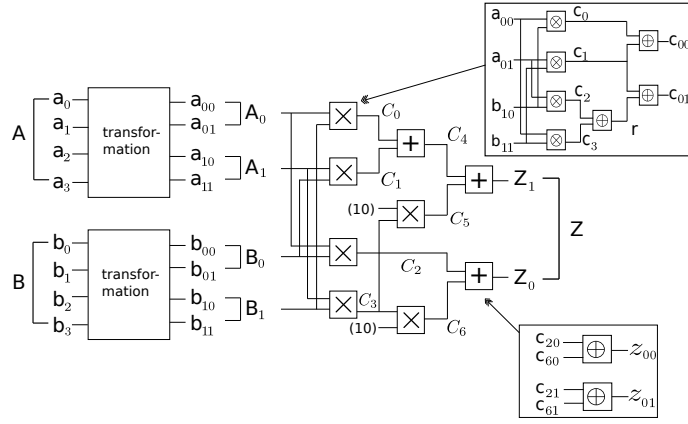 A
a₀
a₁
a₂
a₃
transfor-
mation
a₀₀
a₀₁
a₁₀
a₁₁
A₀
A₁
B
b₀
b₁
b₂
b₃
transfor-
mation
b₀₀
b₀₁
b₁₀
b₁₁
B₀
B₁
×
×
×
×
C₀
C₁
C₂
C₃
+
C₄
(10)
×
C₅
(10)
×
C₆
+
Z₁
+
Z₀
Z
a₀₀
a₀₁
b₁₀
b₁₁
⊗
⊗
⊗
⊗
c₀
c₁
c₂
c₃
⊕
r
⊕
c₀₀
⊕
c₀₁
c₂₀
c₆₀
⊕
z₀₀
c₂₁
c₆₁
⊕
z₀₁